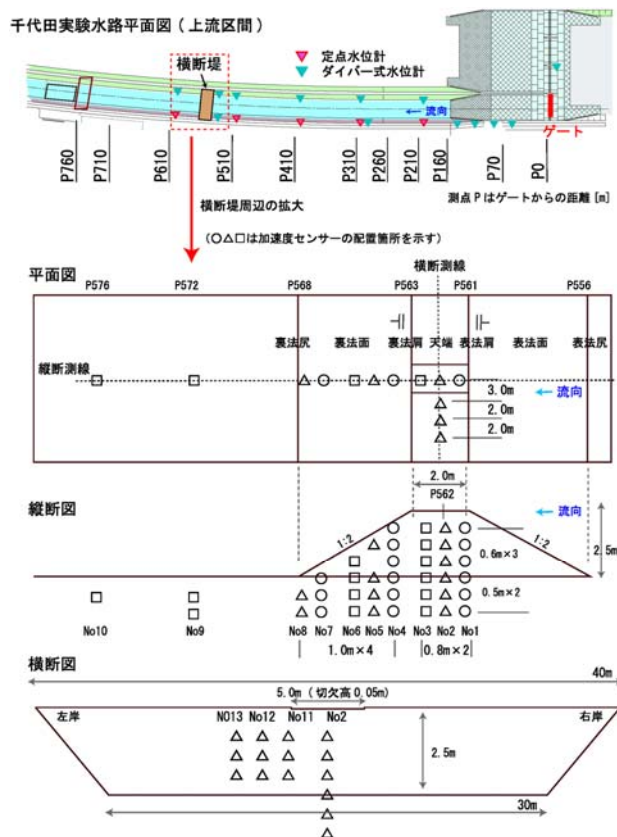 千代田実験水路平面図(上流区間)
定点水位計
ダイバー式水位計
横断堤
流向
ゲート
P760
P710
P610
P510
P410
P310
P260
P210
P160
P70
P0
測点 P はゲートからの距離 [m]
横断堤周辺の拡大
(○△□は加速度センサーの配置箇所を示す)
平面図
横断測線
P576 P572 P568 P563 P561 P556
裏法尻 裏法面 裏法肩 天端 表法肩 表法面 表法尻
縦断測線
3.0m
流向
2.0m
2.0m
2.0m
P562
縦断図
流向
1:2
1:2
2.5m
0.6m×3
0.5m×2
No10 No9 No8 No7 No6 No5 No4 No3 No2 No1
1.0m×4 0.8m×2
横断図
40m
5.0m (切欠高 0.05m)
左岸 右岸
NO13 No12 No11 No2
2.5m
30m